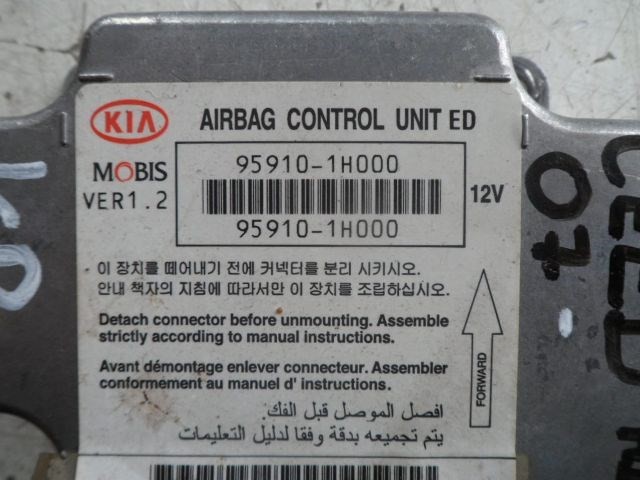 KIA AIRBAG CONTROL UNIT ED
MOBIS
VER1.2
95910-1H000
95910-1H000
12V
이 장치를 떼어내기 전에 커넥터를 분리 시키시오.
안내 책자의 지침에 따라서만 이 장치를 조립하십시오.
Detach connector before unmounting. Assemble
strictly according to manual instructions.
Avant démontage enlever connecteur. Assembler
conformement au manuel d' instructions.
افصل الموصل قبل الفك.
يتم تجميعه بدقة وفقا لدليل التعليمات
FORWARD
CEED
07